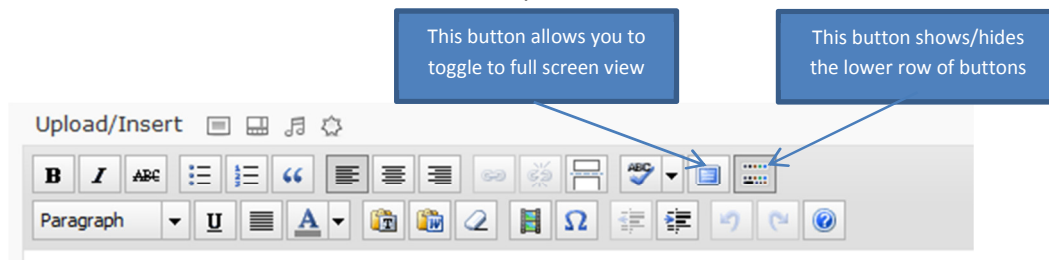 This button allows you to
toggle to full screen view
This button shows/hides
the lower row of buttons
Upload/Insert
B I ABC “ ABC
Paragraph U A T W Ω ?